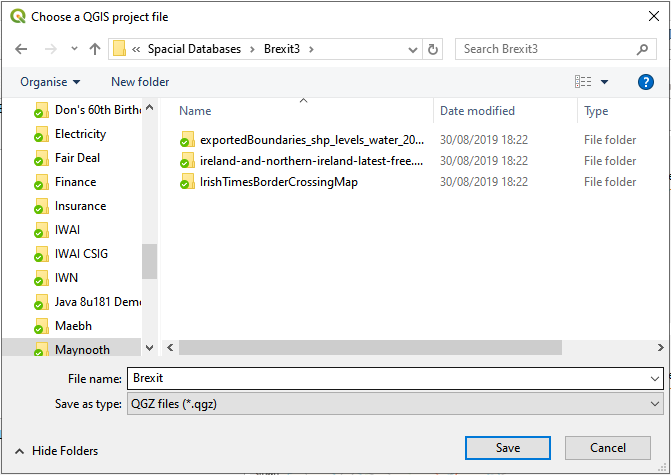 Choose a QGIS project file
« Spacial Databases > Brexit3 >
Search Brexit3
Organise
New folder
Name Date modified Type
Don's 60th Birthd
Electricity
Fair Deal
Finance
Insurance
IWAI
IWAI CSIG
IWN
Java 8u181 Demo
Maebh
Maynooth
exportedBoundaries_shp_levels_water_20... 30/08/2019 18:22 File folder
ireland-and-northern-ireland-latest-free.... 30/08/2019 18:22 File folder
IrishTimesBorderCrossingMap 30/08/2019 18:22 File folder
File name: Brexit
Save as type: QGZ files (*.qgz)
Hide Folders
Save
Cancel